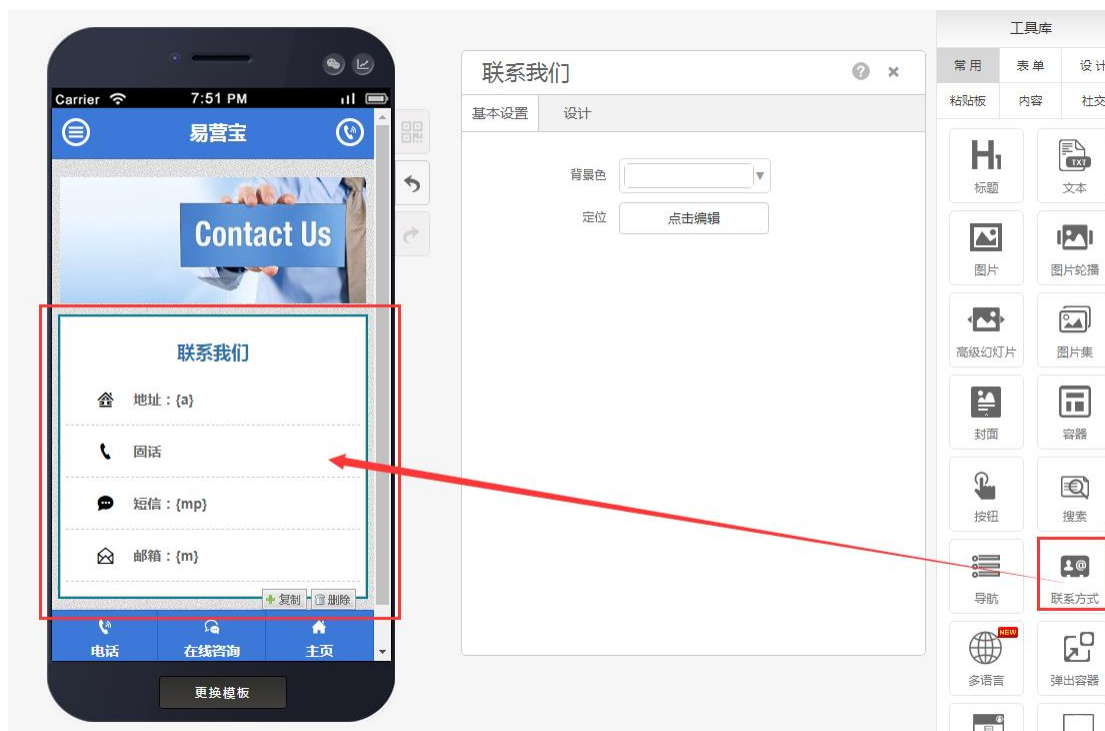 工具库
常用 表单 设计
粘贴板 内容 社交
H1
标题
TXT
文本
图片 图片轮播
高级幻灯片 图片集
封面 容器
按钮 搜索
导航 联系方式
NEW
多语言 弹出容器
联系我们
基本设置 设计
背景色
定位 点击编辑
Carrier 7:51 PM
易营宝
Contact Us
联系我们
地址：{a}
固话
短信：{mp}
邮箱：{m}
复制 删除
电话 在线咨询 主页
更换模板